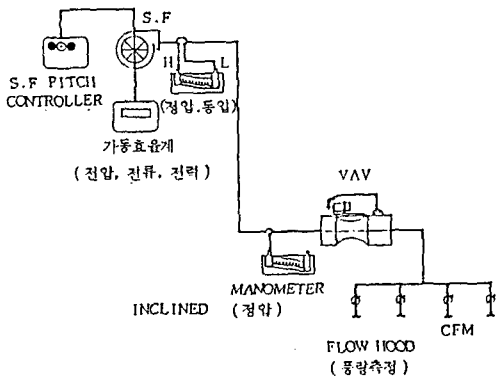 S.F
S.F PITCH
CONTROLLER
H
L
(정압.동압)
가동효율계
(전압, 전류, 전력)
VAV
INCLINED
MANOMETER
(정압)
CFM
FLOW HOOD
(풍량측정)